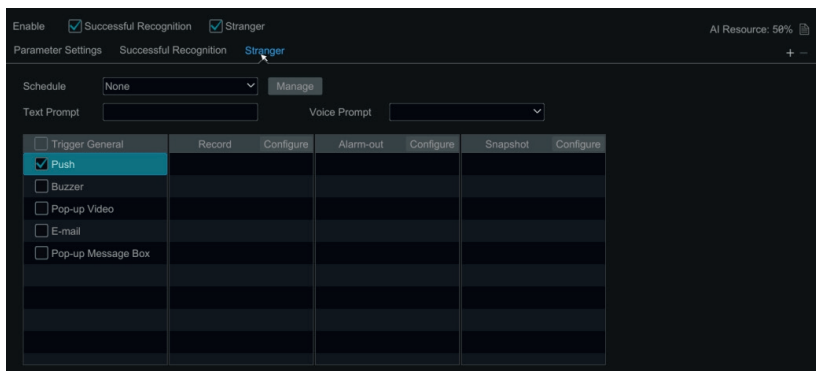 Enable Successful Recognition Stranger AI Resource: 50%
Parameter Settings Successful Recognition Stranger + −
Schedule None Manage
Text Prompt Voice Prompt
Trigger General Record Configure Alarm-out Configure Snapshot Configure
Push
Buzzer
Pop-up Video
E-mail
Pop-up Message Box